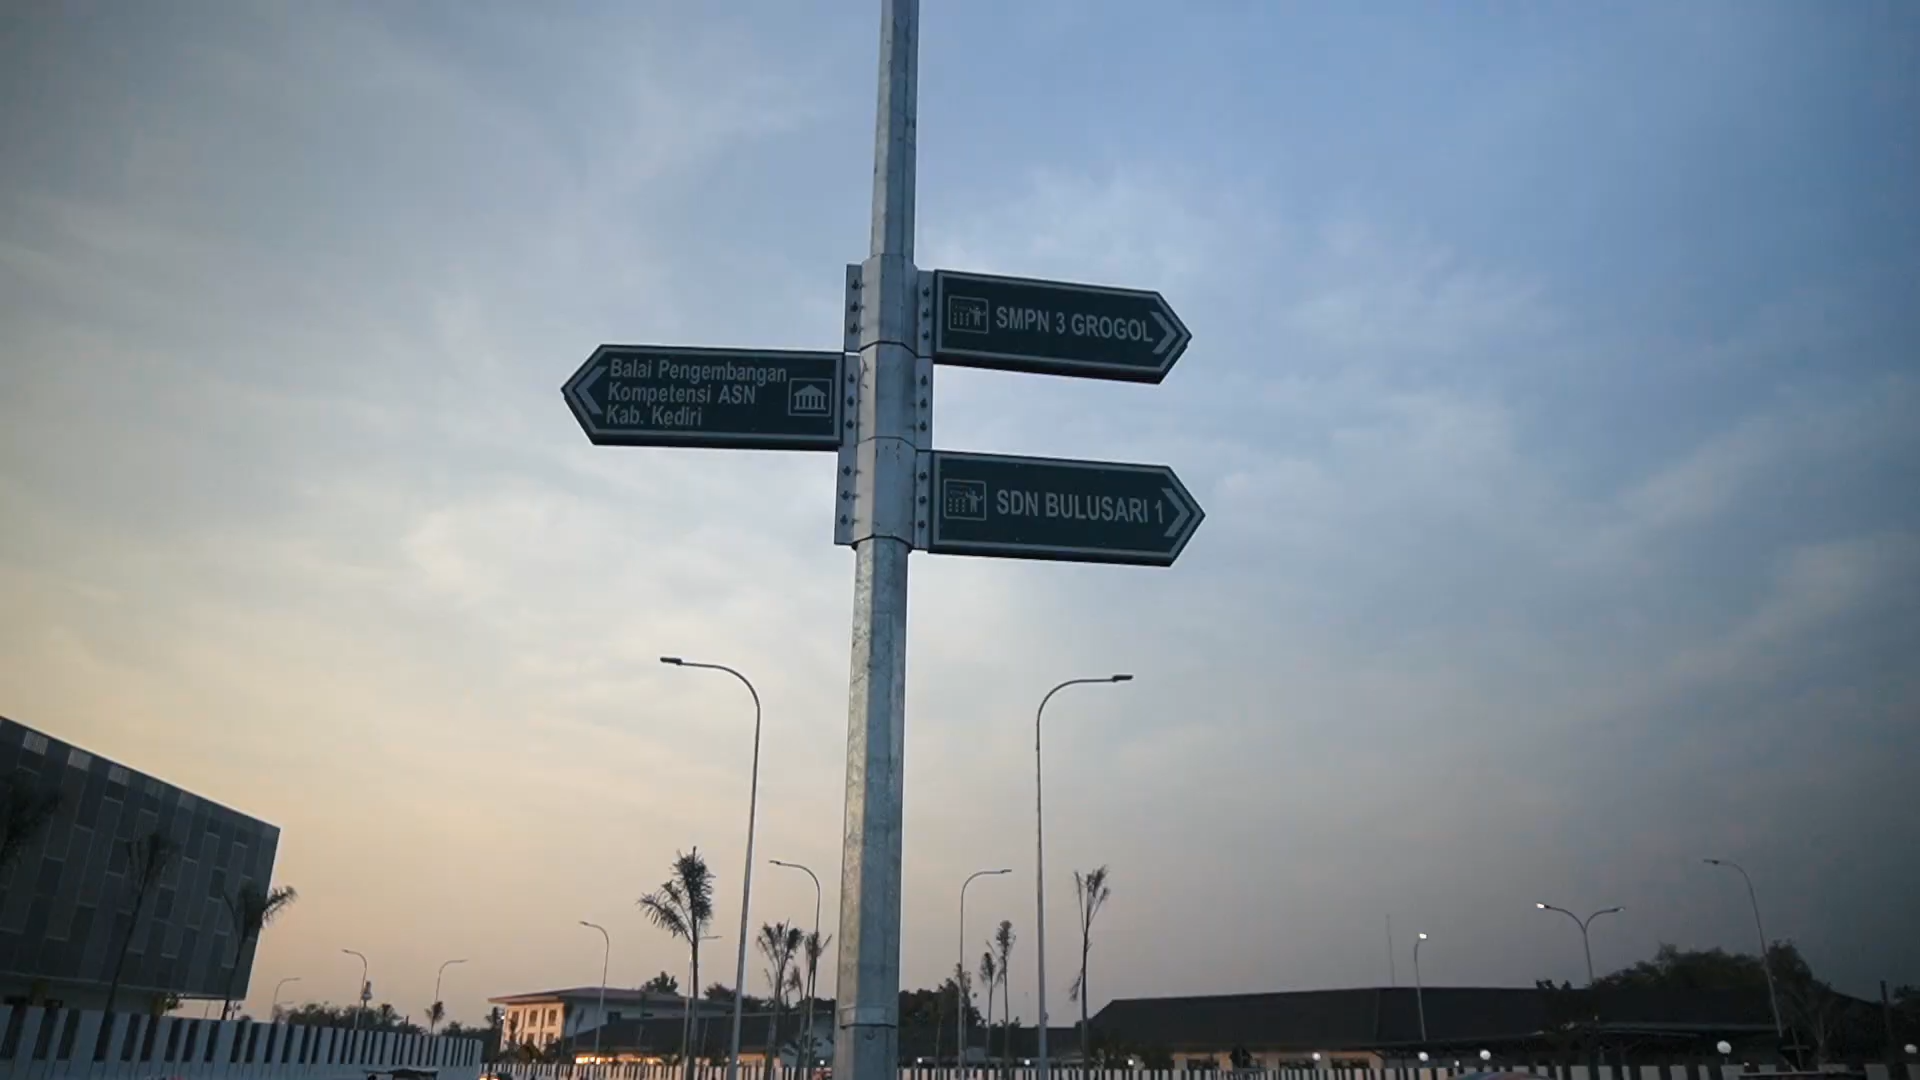 SMPN 3 GROGOL
Balai Pengembangan
Kompetensi ASN
Kab. Kediri
SDN BULUSARI 1